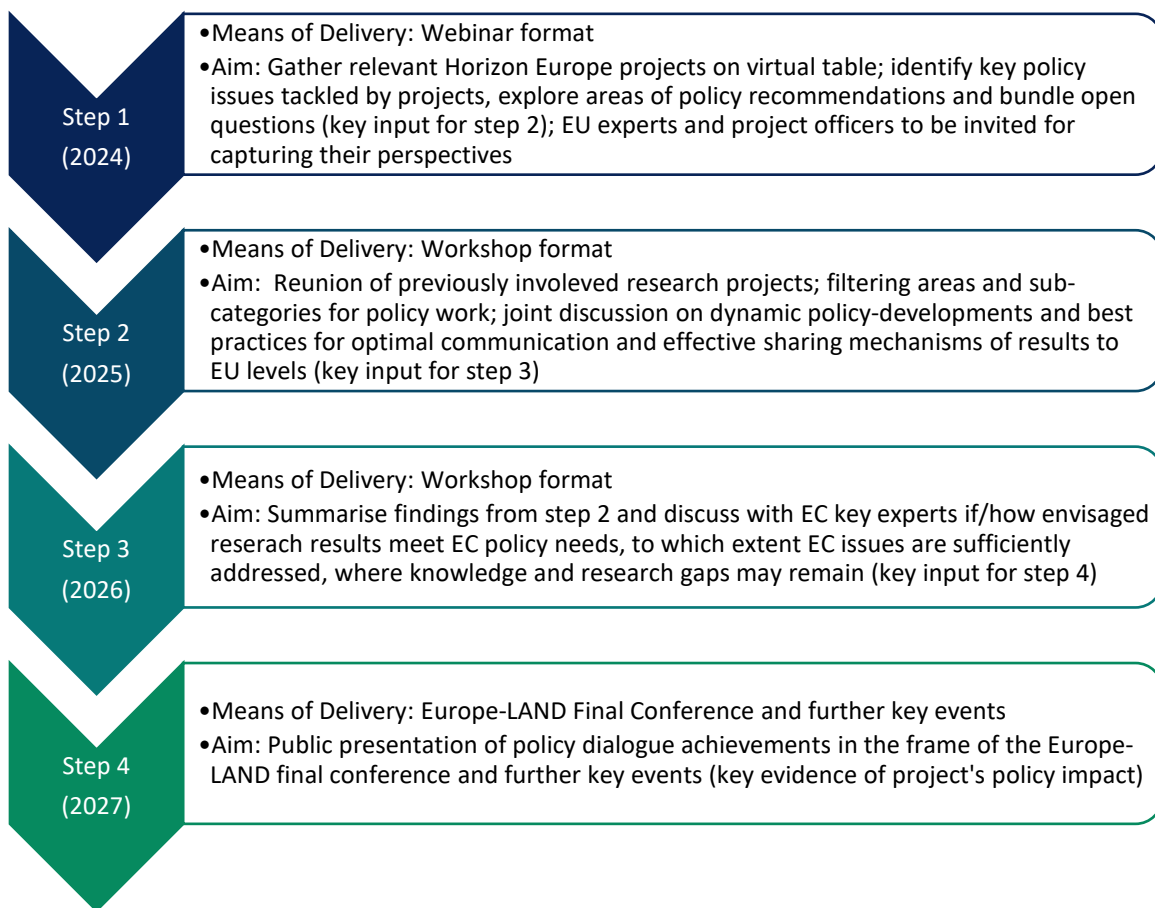 Step 1
(2024)
•Means of Delivery: Webinar format
•Aim: Gather relevant Horizon Europe projects on virtual table; identify key policy
issues tackled by projects, explore areas of policy recommendations and bundle open
questions (key input for step 2); EU experts and project officers to be invited for
capturing their perspectives
Step 2
(2025)
•Means of Delivery: Workshop format
•Aim:  Reunion of previously involeved research projects; filtering areas and sub-
categories for policy work; joint discussion on dynamic policy-developments and best
practices for optimal communication and effective sharing mechanisms of results to
EU levels (key input for step 3)
Step 3
(2026)
•Means of Delivery: Workshop format
•Aim: Summarise findings from step 2 and discuss with EC key experts if/how envisaged
reserach results meet EC policy needs, to which extent EC issues are sufficiently
addressed, where knowledge and research gaps may remain (key input for step 4)
Step 4
(2027)
•Means of Delivery: Europe-LAND Final Conference and further key events
•Aim: Public presentation of policy dialogue achievements in the frame of the Europe-
LAND final conference and further key events (key evidence of project's policy impact)